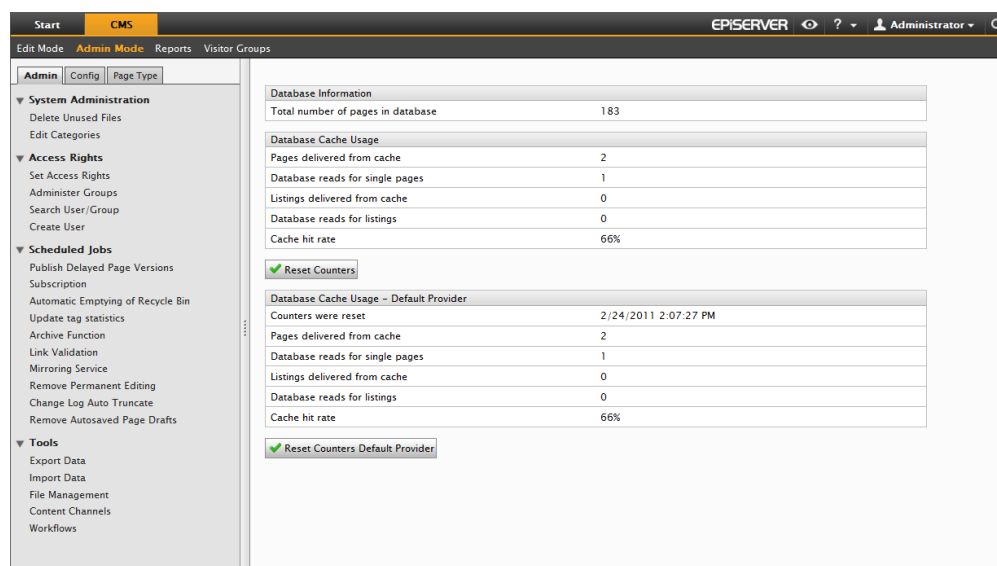 Start CMS EPiSERVER ? Administrator
Edit Mode Admin Mode Reports Visitor Groups
Admin Config Page Type
System Administration
Delete Unused Files
Edit Categories
Access Rights
Set Access Rights
Administer Groups
Search User/Group
Create User
Scheduled Jobs
Publish Delayed Page Versions
Subscription
Automatic Emptying of Recycle Bin
Update tag statistics
Archive Function
Link Validation
Mirroring Service
Remove Permanent Editing
Change Log Auto Truncate
Remove Autosaved Page Drafts
Tools
Export Data
Import Data
File Management
Content Channels
Workflows
Database Information
Total number of pages in database 183
Database Cache Usage
Pages delivered from cache 2
Database reads for single pages 1
Listings delivered from cache 0
Database reads for listings 0
Cache hit rate 66%
Reset Counters
Database Cache Usage - Default Provider
Counters were reset 2/24/2011 2:07:27 PM
Pages delivered from cache 2
Database reads for single pages 1
Listings delivered from cache 0
Database reads for listings 0
Cache hit rate 66%
Reset Counters Default Provider